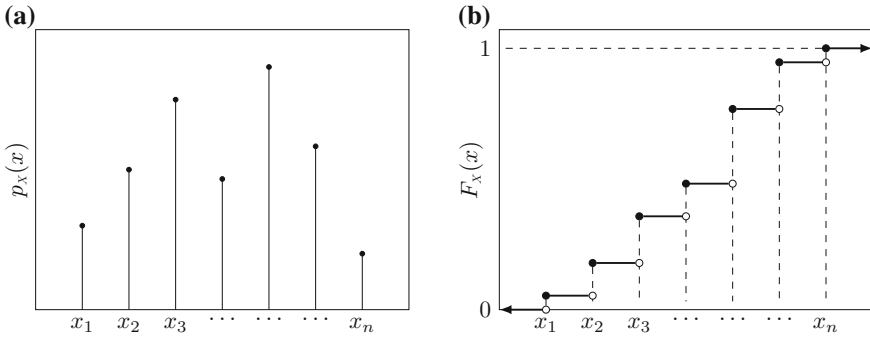 (a)
p_X(x)
x_1 x_2 x_3 ··· ··· ··· x_n
(b)
F_X(x)
1
0
x_1 x_2 x_3 ··· ··· ··· x_n